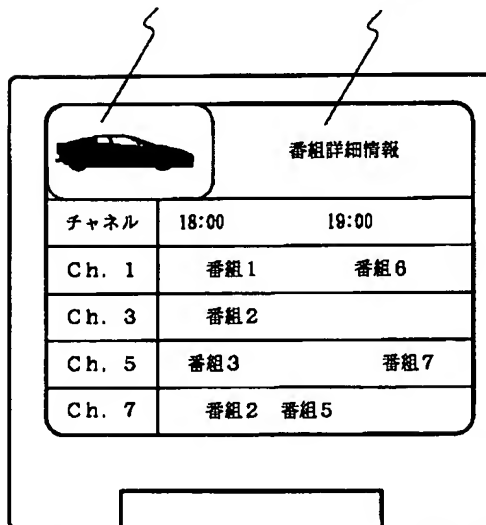 番組詳細情報
チャネル 18:00 19:00
Ch. 1 番組1 番組6
Ch. 3 番組2
Ch. 5 番組3 番組7
Ch. 7 番組2 番組5